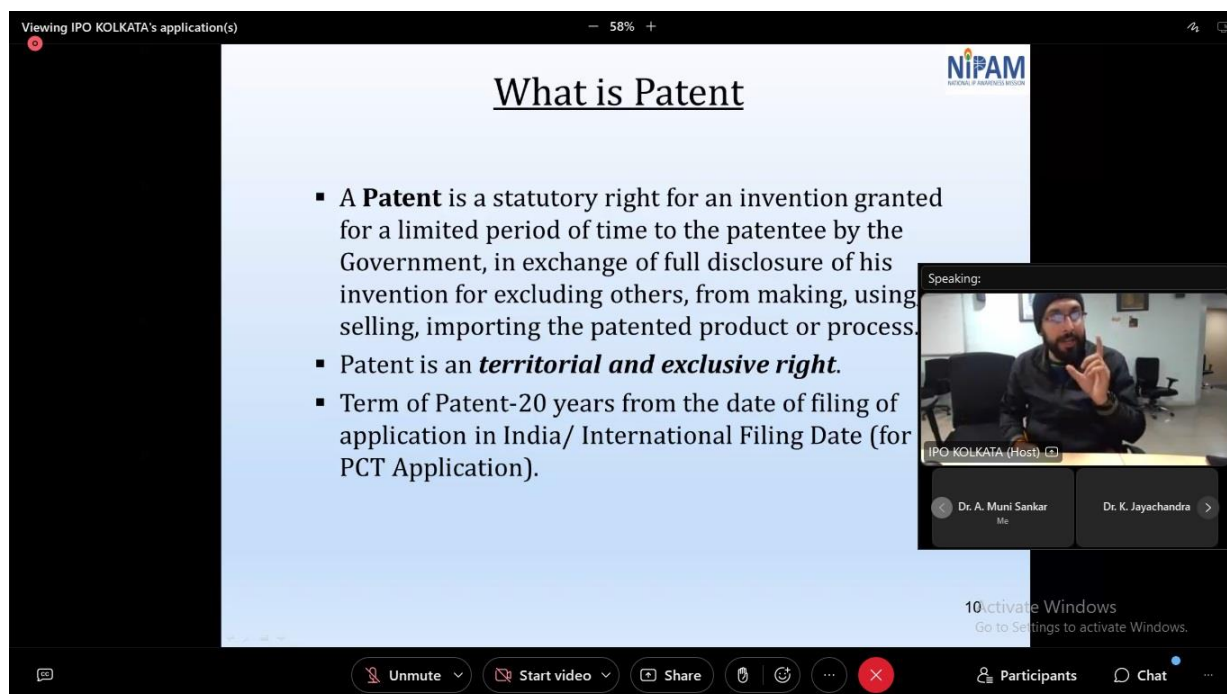 Viewing IPO KOLKATA's application(s)
58%
NiPAM
NATIONAL IP AWARENESS MISSION
What is Patent
▪ A Patent is a statutory right for an invention granted
for a limited period of time to the patentee by the
Government, in exchange of full disclosure of his
invention for excluding others, from making, using,
selling, importing the patented product or process.
▪ Patent is an territorial and exclusive right.
▪ Term of Patent-20 years from the date of filing of
application in India/ International Filing Date (for
PCT Application).
Speaking:
IPO KOLKATA (Host)
Dr. A. Muni Sankar
Me
Dr. K. Jayachandra
10
Activate Windows
Go to Settings to activate Windows.
CC
Unmute
Start video
Share
Participants
Chat